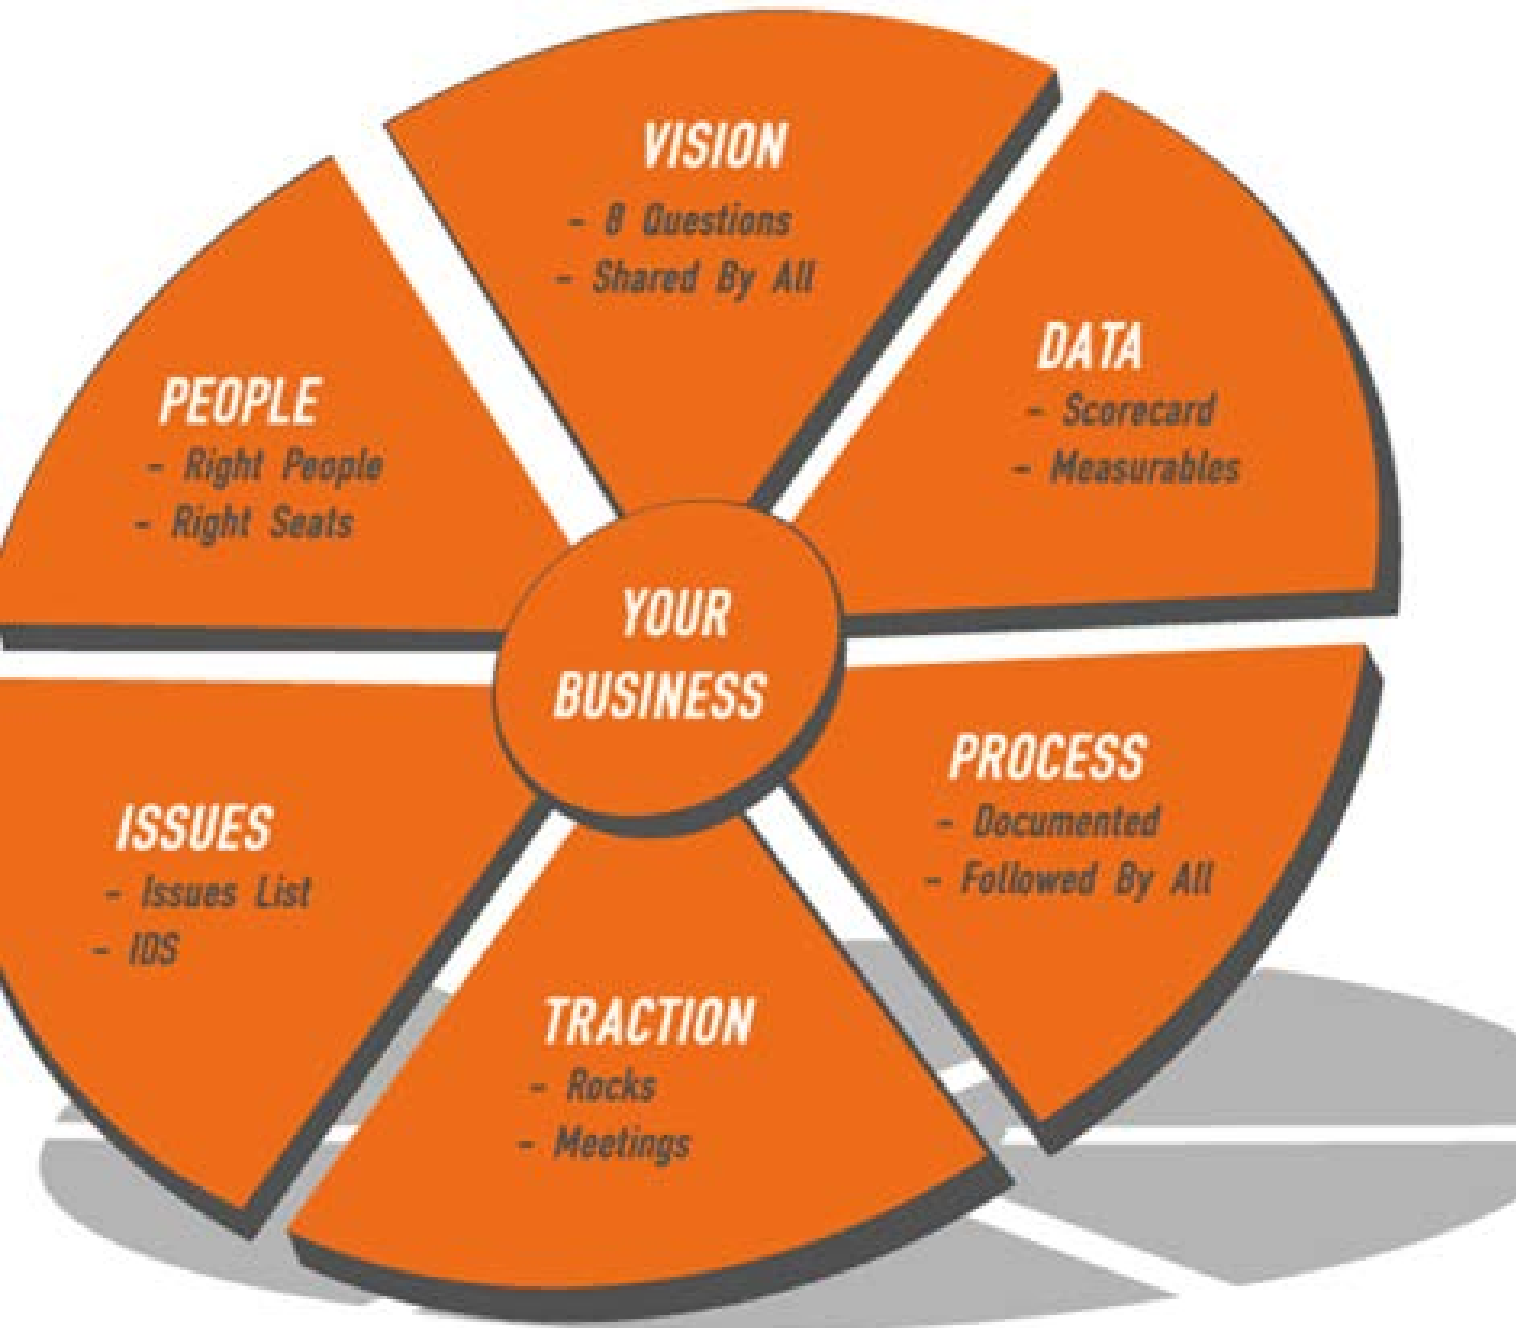 VISION
- 8 Questions
- Shared By All
DATA
- Scorecard
- Measurables
PEOPLE
- Right People
- Right Seats
YOUR
BUSINESS
PROCESS
- Documented
- Followed By All
ISSUES
- Issues List
- IDS
TRACTION
- Rocks
- Meetings